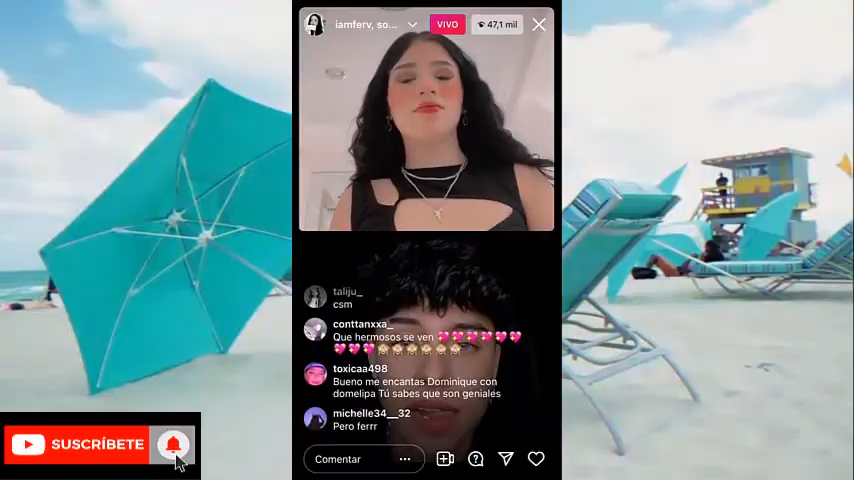 iamferv, so...
VIVO
47,1 mil
taliju_
csm
conttanxxa_
Que hermosos se ven 💖💖💖💖💖💖
💖💖💖🙈🙈🙈🙈🙈🙈
toxicaa498
Bueno me encantas Dominique con
domelipa Tú sabes que son geniales
michelle34__32
Pero ferrr
Comentar
SUSCRÍBETE